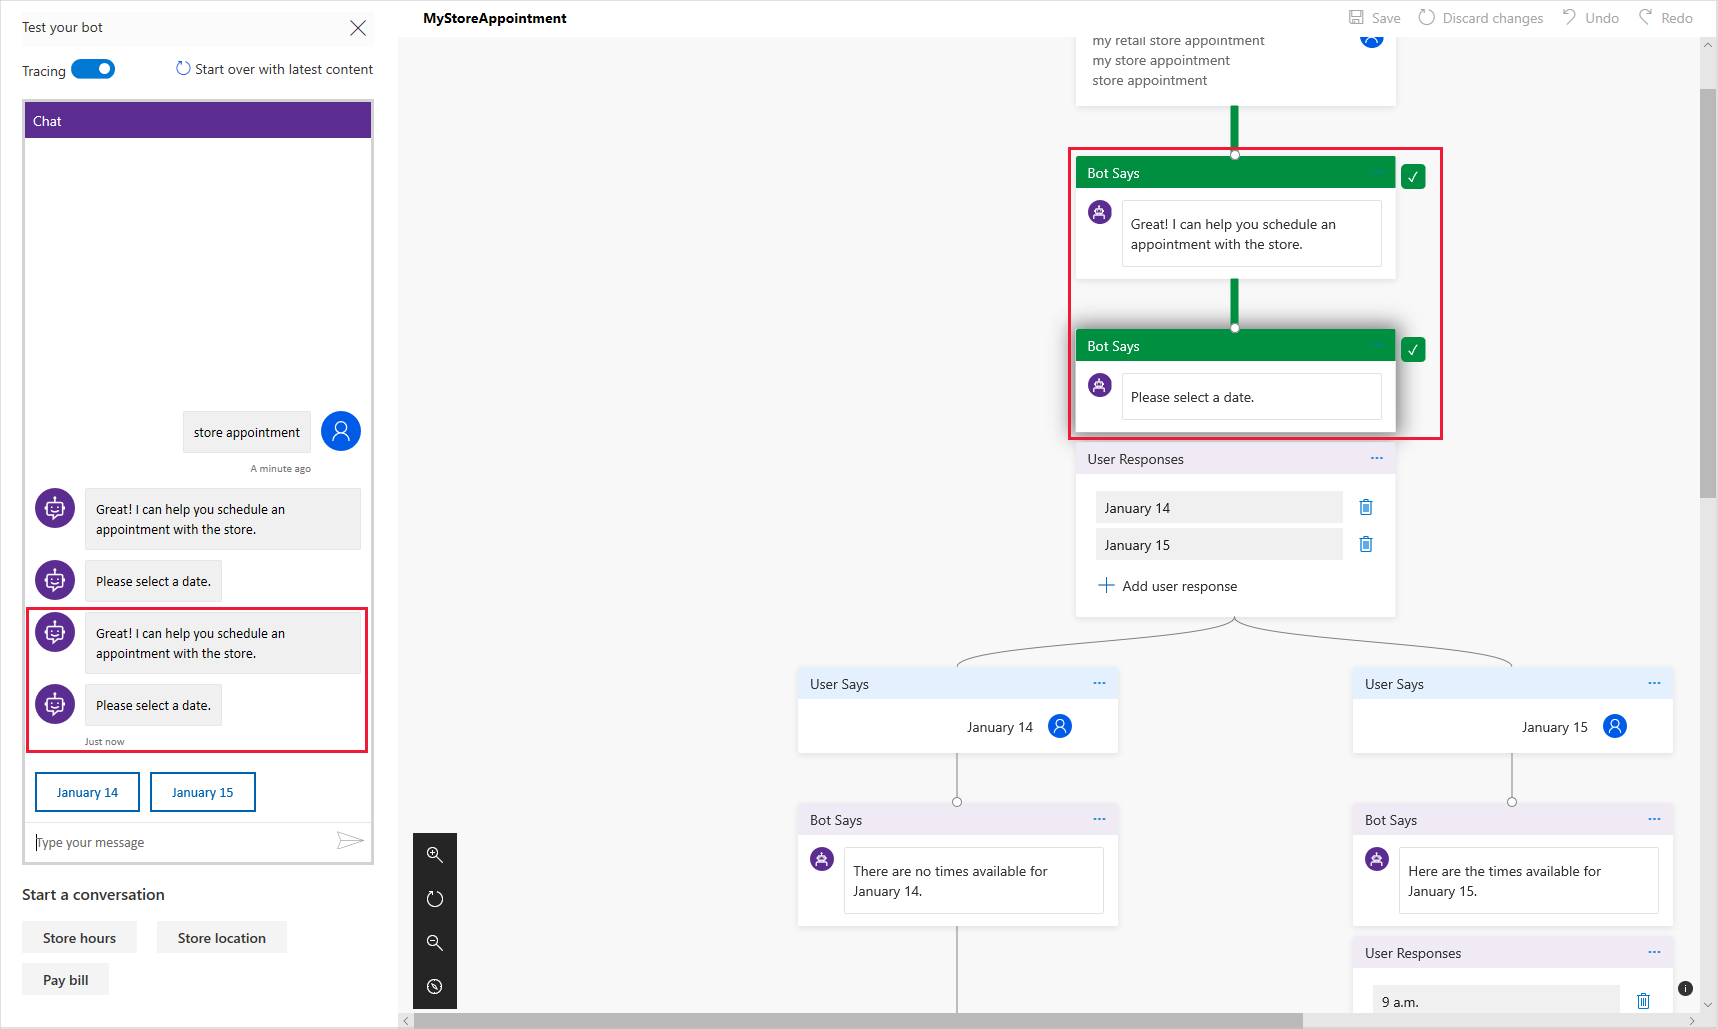 Test your bot
Tracing
Start over with latest content
Chat
store appointment
A minute ago
Great! I can help you schedule an
appointment with the store.
Please select a date.
Great! I can help you schedule an
appointment with the store.
Please select a date.
Just now
January 14
January 15
Type your message
Start a conversation
Store hours
Store location
Pay bill
MyStoreAppointment
Save
Discard changes
Undo
Redo
my retail store appointment
my store appointment
store appointment
Bot Says
Great! I can help you schedule an
appointment with the store.
Bot Says
Please select a date.
User Responses
January 14
January 15
Add user response
User Says
January 14
Bot Says
There are no times available for
January 14.
User Says
January 15
Bot Says
Here are the times available for
January 15.
User Responses
9 a.m.